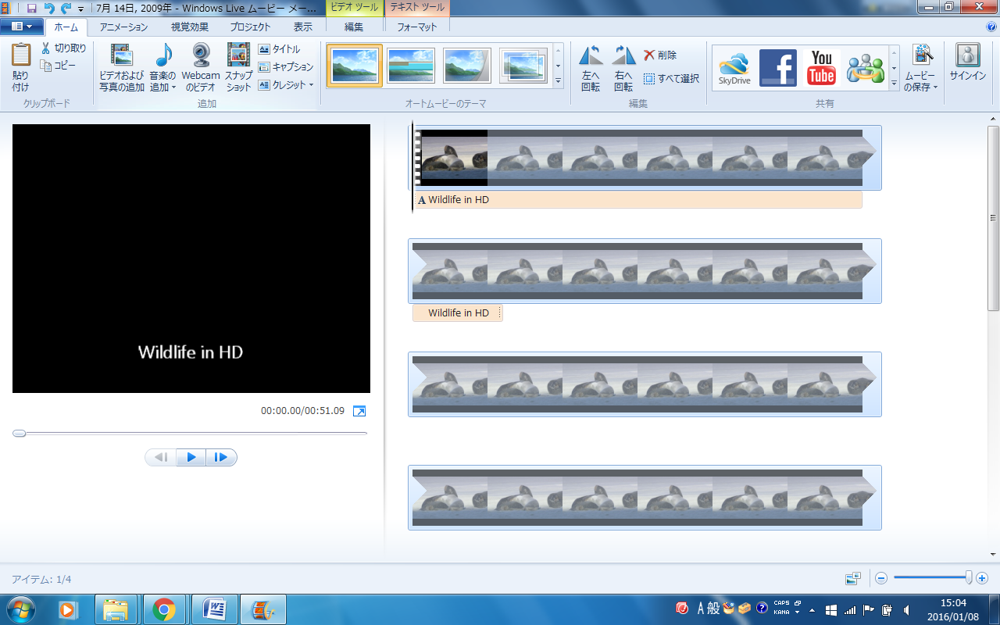 7月 14日, 2009年 - Windows Live ムービー メー...
ビデオ ツール
テキスト ツール
ホーム
アニメーション
視覚効果
プロジェクト
表示
編集
フォーマット
貼り
付け
切り取り
コピー
クリップボード
ビデオおよび
写真の追加
音楽の
追加
Webcam
のビデオ
スナップ
ショット
タイトル
キャプション
クレジット
追加
オートムービーのテーマ
左へ
回転
右へ
回転
削除
すべて選択
編集
SkyDrive
You
Tube
共有
ムービー
の保存
サインイン
Wildlife in HD
00:00.00/00:51.09
A Wildlife in HD
Wildlife in HD
アイテム: 1/4
A 般
CAPS
KANA
15:04
2016/01/08